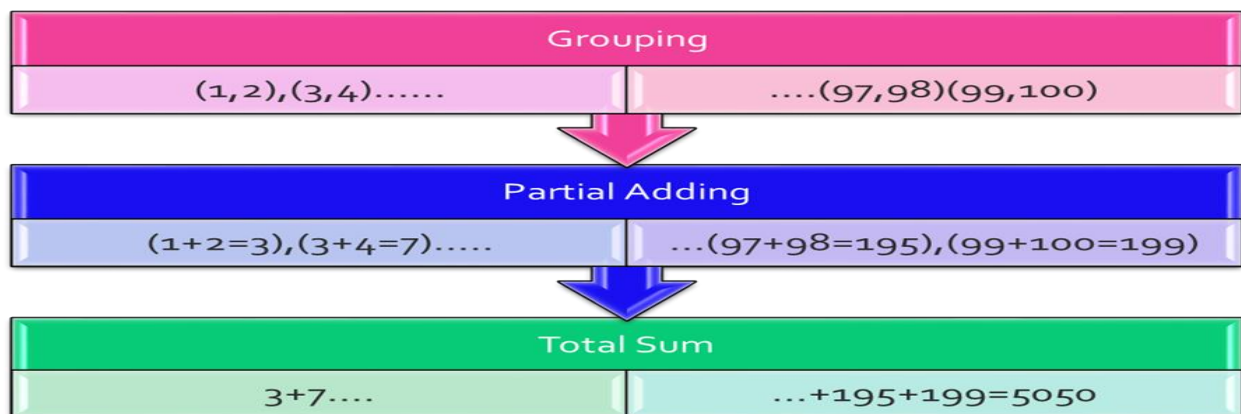 Grouping
(1,2),(3,4)......
....(97,98)(99,100)
Partial Adding
(1+2=3),(3+4=7).....
...(97+98=195),(99+100=199)
Total Sum
3+7....
...+195+199=5050